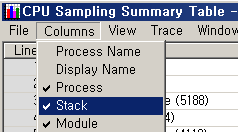 CPU Sampling Summary Table -
File Columns View Trace Window
Line
Process Name
Display Name
Process
Stack
Module
(5188)